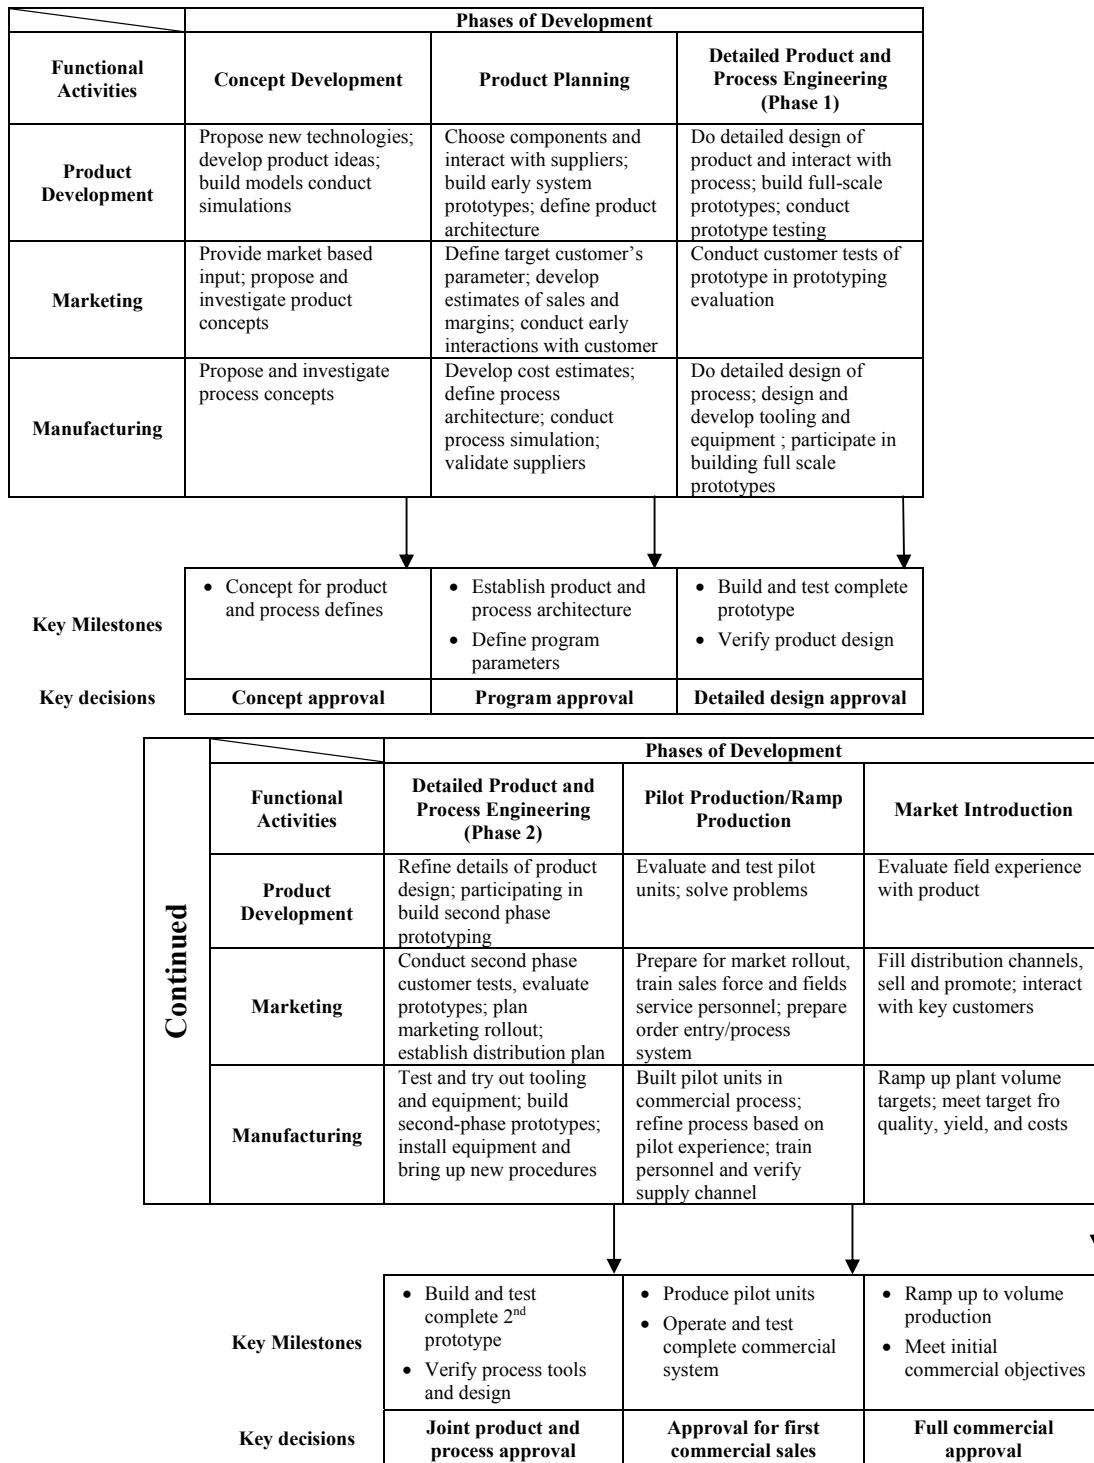 Phases of Development
Functional
Activities
Concept Development
Product Planning
Detailed Product and
Process Engineering
(Phase 1)
Product
Development
Propose new technologies;
develop product ideas;
build models conduct
simulations
Choose components and
interact with suppliers;
build early system
prototypes; define product
architecture
Do detailed design of
product and interact with
process; build full-scale
prototypes; conduct
prototype testing
Marketing
Provide market based
input; propose and
investigate product
concepts
Define target customer’s
parameter; develop
estimates of sales and
margins; conduct early
interactions with customer
Conduct customer tests of
prototype in prototyping
evaluation
Manufacturing
Propose and investigate
process concepts
Develop cost estimates;
define process
architecture; conduct
process simulation;
validate suppliers
Do detailed design of
process; design and
develop tooling and
equipment ; participate in
building full scale
prototypes
Key Milestones
• Concept for product
and process defines
• Establish product and
process architecture
• Define program
parameters
• Build and test complete
prototype
• Verify product design
Key decisions
Concept approval
Program approval
Detailed design approval
Continued
Phases of Development
Functional
Activities
Detailed Product and
Process Engineering
(Phase 2)
Pilot Production/Ramp
Production
Market Introduction
Product
Development
Refine details of product
design; participating in
build second phase
prototyping
Evaluate and test pilot
units; solve problems
Evaluate field experience
with product
Marketing
Conduct second phase
customer tests, evaluate
prototypes; plan
marketing rollout;
establish distribution plan
Prepare for market rollout,
train sales force and fields
service personnel; prepare
order entry/process
system
Fill distribution channels,
sell and promote; interact
with key customers
Manufacturing
Test and try out tooling
and equipment; build
second-phase prototypes;
install equipment and
bring up new procedures
Built pilot units in
commercial process;
refine process based on
pilot experience; train
personnel and verify
supply channel
Ramp up plant volume
targets; meet target fro
quality, yield, and costs
Key Milestones
• Build and test
complete 2nd
prototype
• Verify process tools
and design
• Produce pilot units
• Operate and test
complete commercial
system
• Ramp up to volume
production
• Meet initial
commercial objectives
Key decisions
Joint product and
process approval
Approval for first
commercial sales
Full commercial
approval